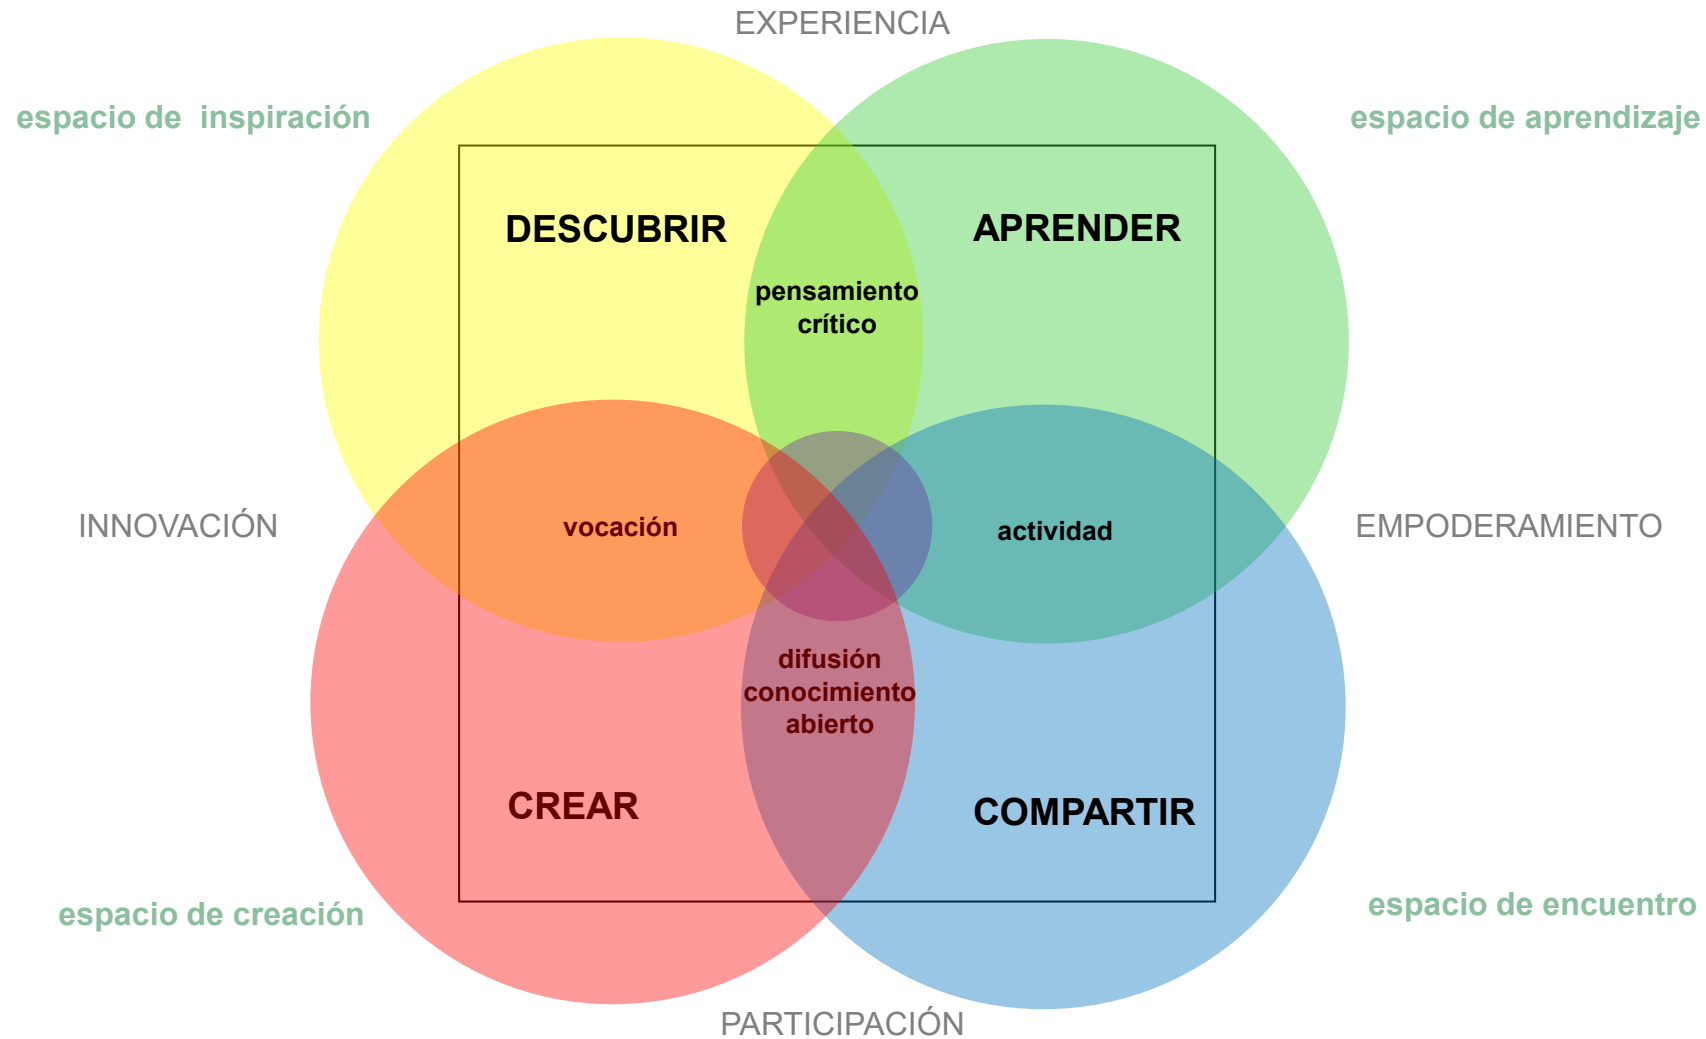 EXPERIENCIA
espacio de  inspiración
espacio de aprendizaje
DESCUBRIR
APRENDER
pensamiento
crítico
INNOVACIÓN
vocación
actividad
EMPODERAMIENTO
difusión
conocimiento
abierto
CREAR
COMPARTIR
espacio de creación
espacio de encuentro
PARTICIPACIÓN